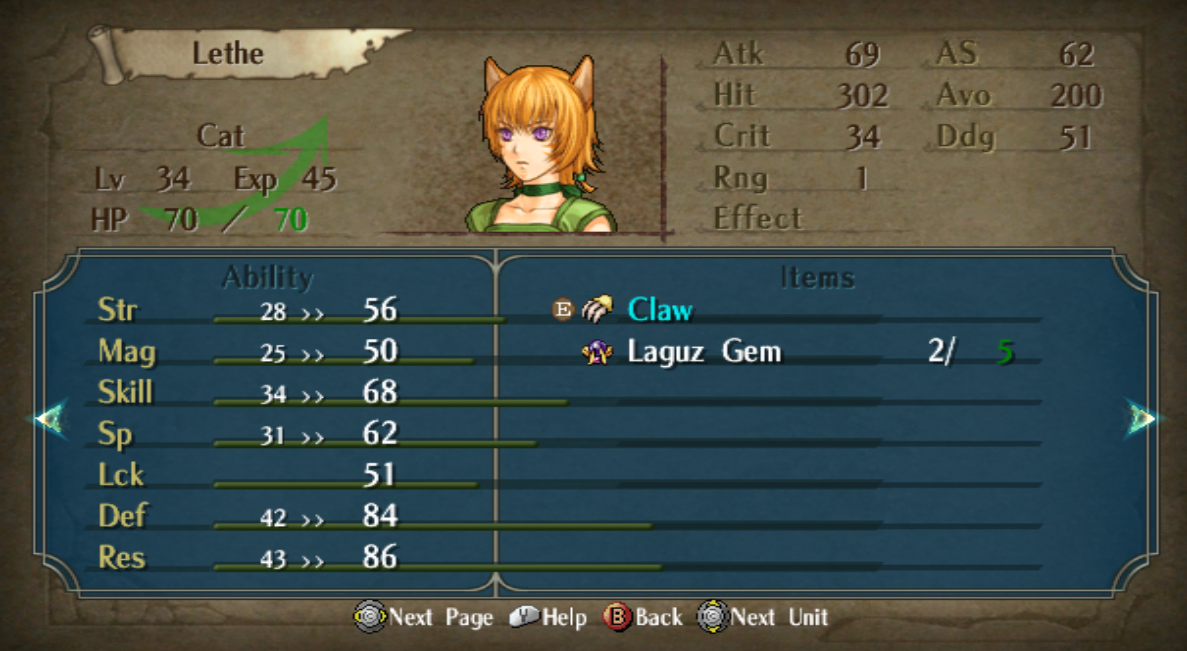 Lethe
Cat
Lv 34 Exp 45
HP 70 / 70
Atk 69 AS 62
Hit 302 Avo 200
Crit 34 Ddg 51
Rng 1
Effect
Ability
Str 28 >> 56
Mag 25 >> 50
Skill 34 >> 68
Sp 31 >> 62
Lck 51
Def 42 >> 84
Res 43 >> 86
Items
E Claw
Laguz Gem 2/ 5
Next Page Y Help B Back Next Unit